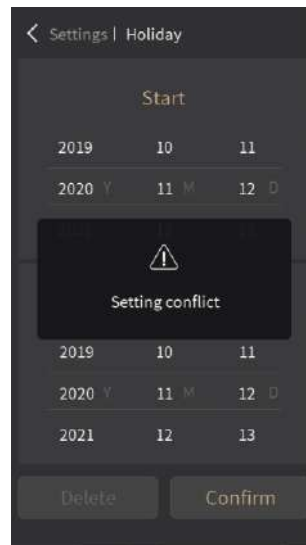 Settings | Holiday
Start
2019 10 11
2020 Y 11 M 12 D
Setting conflict
2019 10 11
2020 Y 11 M 12 D
2021 12 13
Delete Confirm